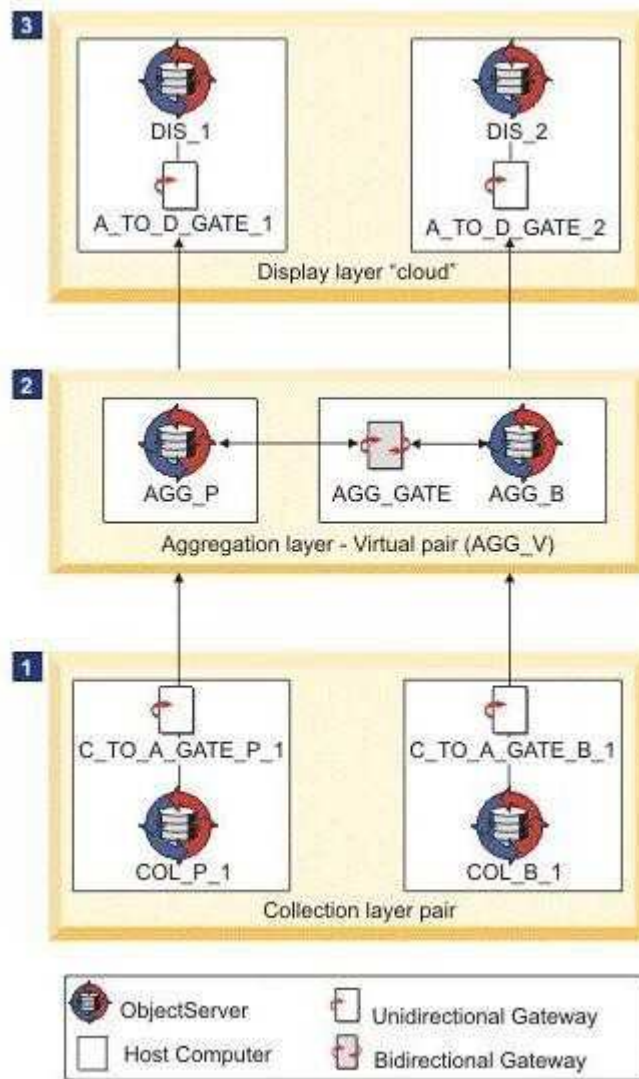 3
DIS_1
DIS_2
A_TO_D_GATE_1
A_TO_D_GATE_2
Display layer "cloud"
2
AGG_P
AGG_GATE
AGG_B
Aggregation layer - Virtual pair (AGG_V)
1
C_TO_A_GATE_P_1
C_TO_A_GATE_B_1
COL_P_1
COL_B_1
Collection layer pair
ObjectServer
Unidirectional Gateway
Host Computer
Bidirectional Gateway